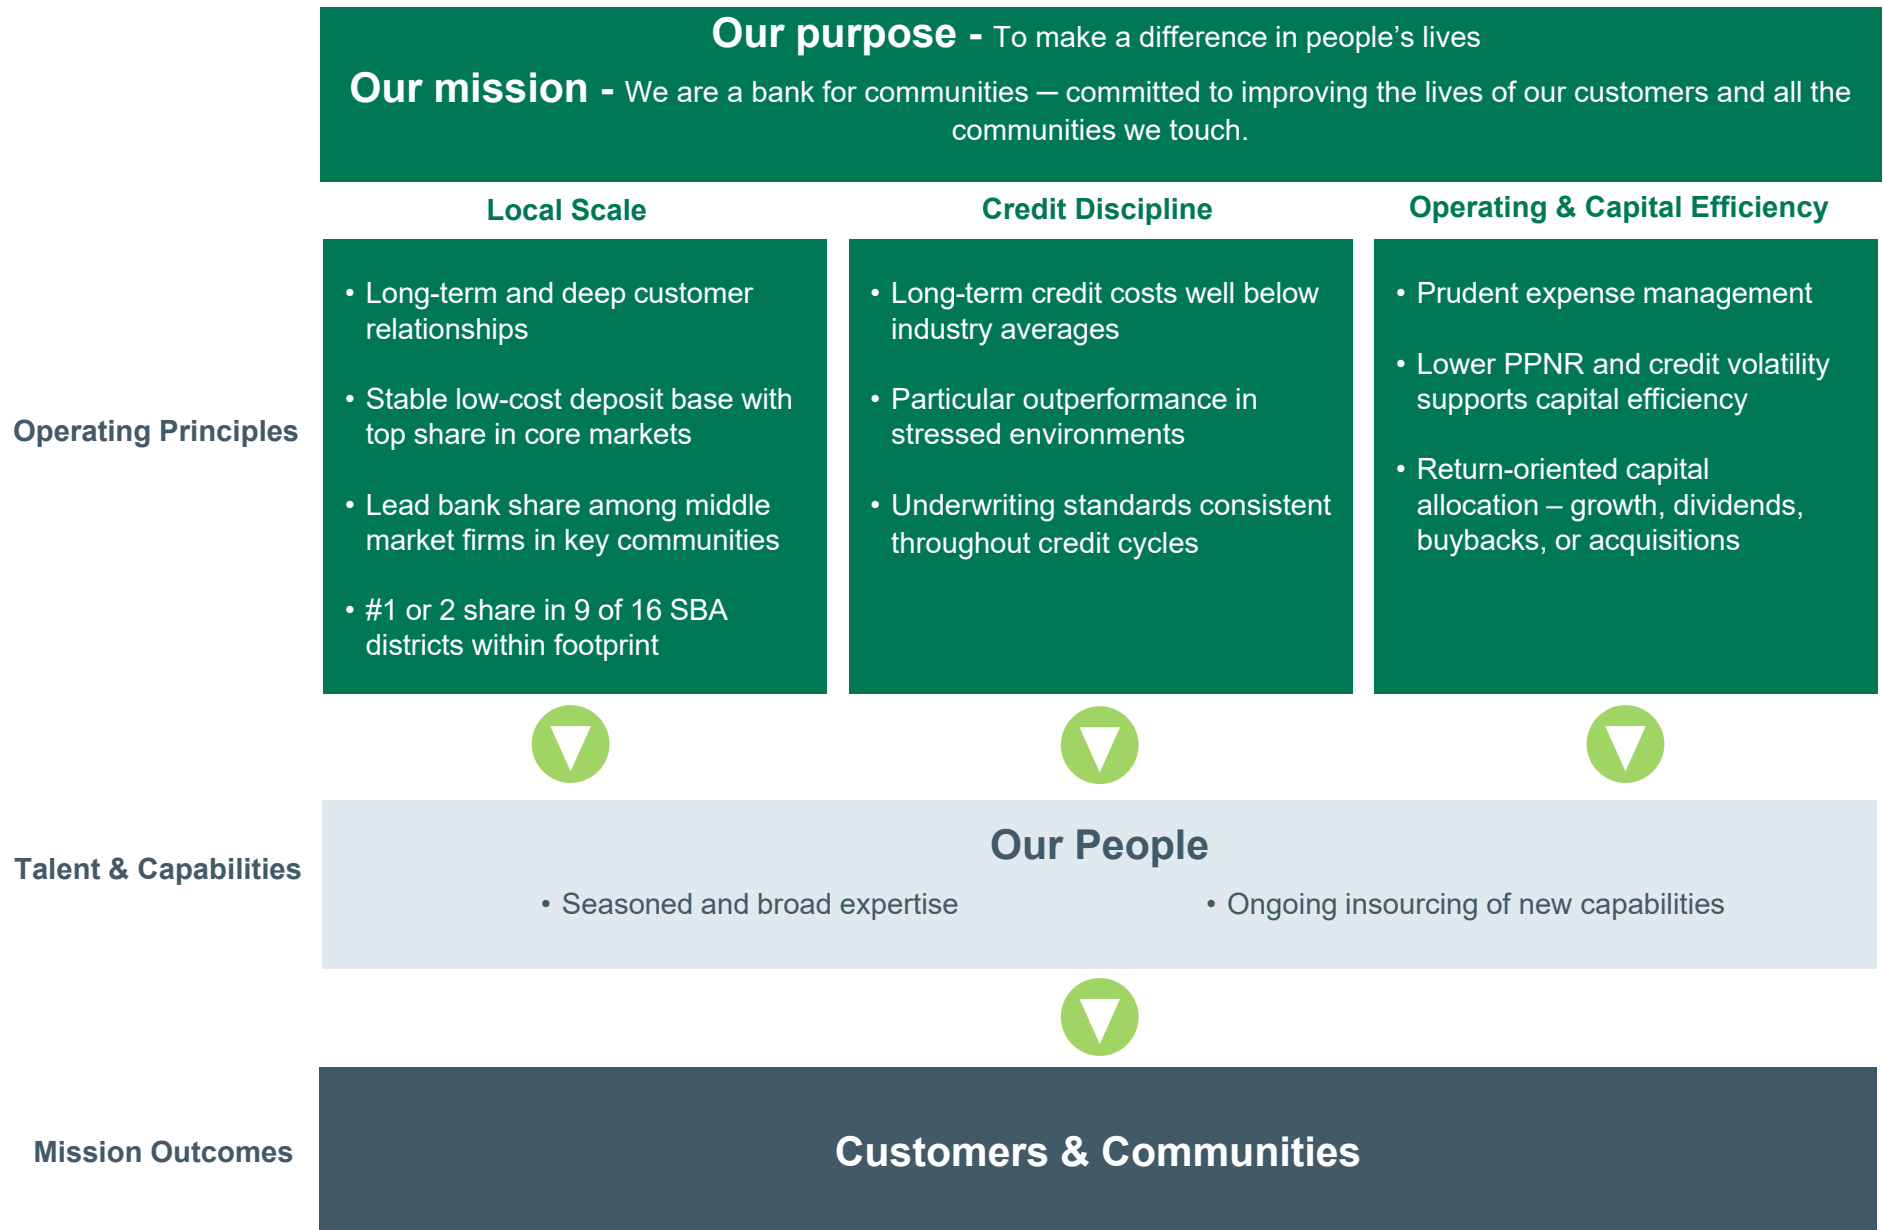 Our purpose - To make a difference in people’s lives
Our mission - We are a bank for communities — committed to improving the lives of our customers and all the
communities we touch.
Local Scale
Credit Discipline
Operating & Capital Efficiency
Operating Principles
• Long-term and deep customer
relationships
• Stable low-cost deposit base with
top share in core markets
• Lead bank share among middle
market firms in key communities
• #1 or 2 share in 9 of 16 SBA
districts within footprint
• Long-term credit costs well below
industry averages
• Particular outperformance in
stressed environments
• Underwriting standards consistent
throughout credit cycles
• Prudent expense management
• Lower PPNR and credit volatility
supports capital efficiency
• Return-oriented capital
allocation – growth, dividends,
buybacks, or acquisitions
Talent & Capabilities
Our People
• Seasoned and broad expertise
• Ongoing insourcing of new capabilities
Mission Outcomes
Customers & Communities